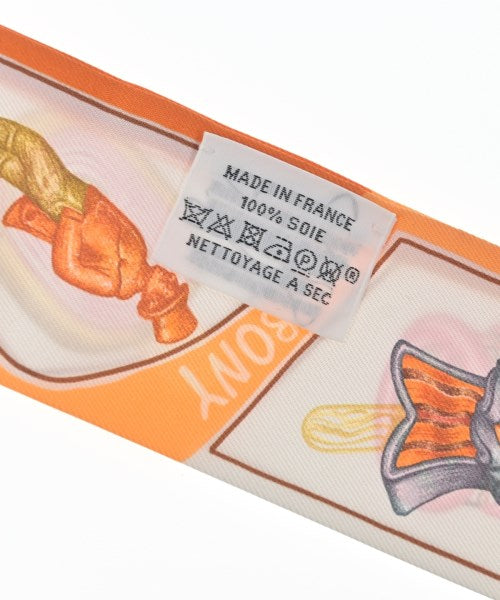 MADE IN FRANCE
100% SOIE
P W ®
NETTOYAGE A SEC
BONY